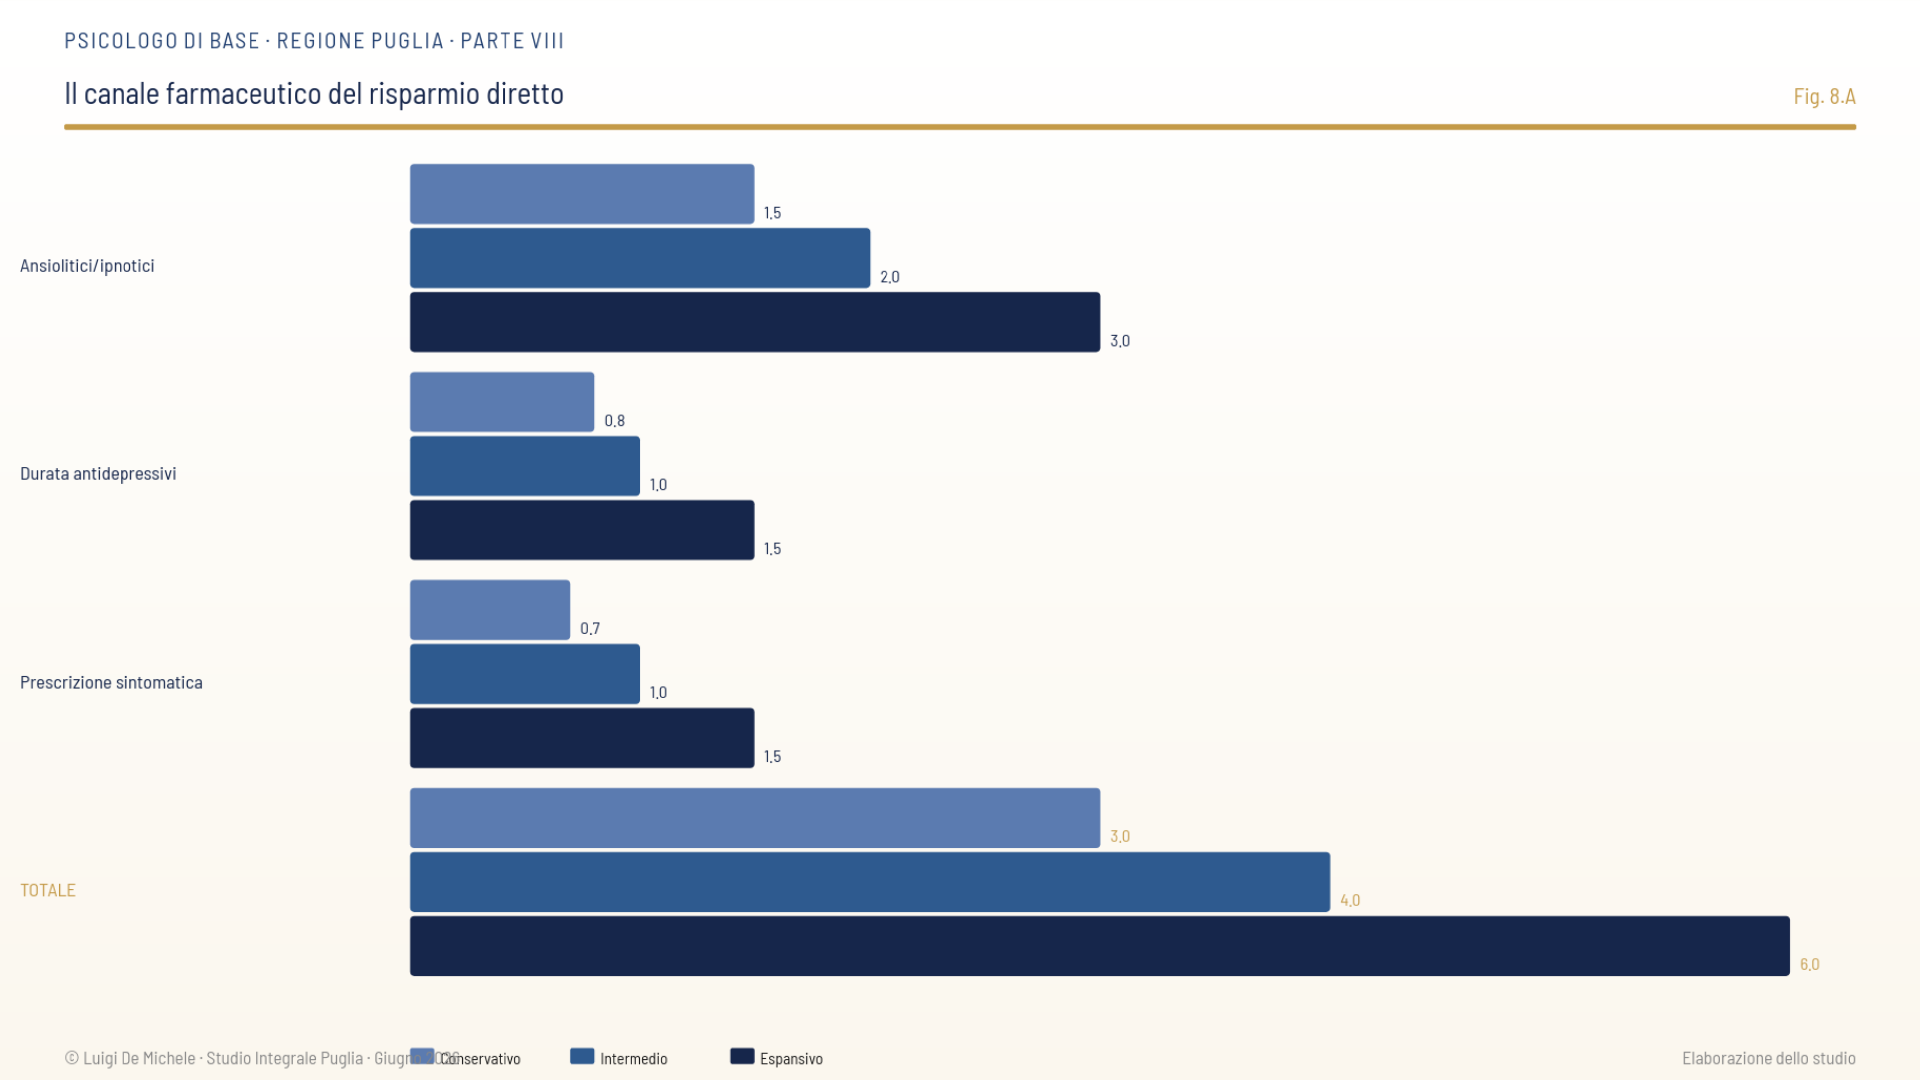 PSICOLOGO DI BASE · REGIONE PUGLIA · PARTE VIII
Il canale farmaceutico del risparmio diretto
Fig. 8.A
1.5
Ansiolitici/ipnotici
2.0
3.0
0.8
Durata antidepressivi
1.0
1.5
0.7
Prescrizione sintomatica
1.0
1.5
3.0
TOTALE
4.0
6.0
© Luigi De Michele · Studio Integrale Puglia · Giugno
Conservativo
Intermedio
Espansivo
Elaborazione dello studio